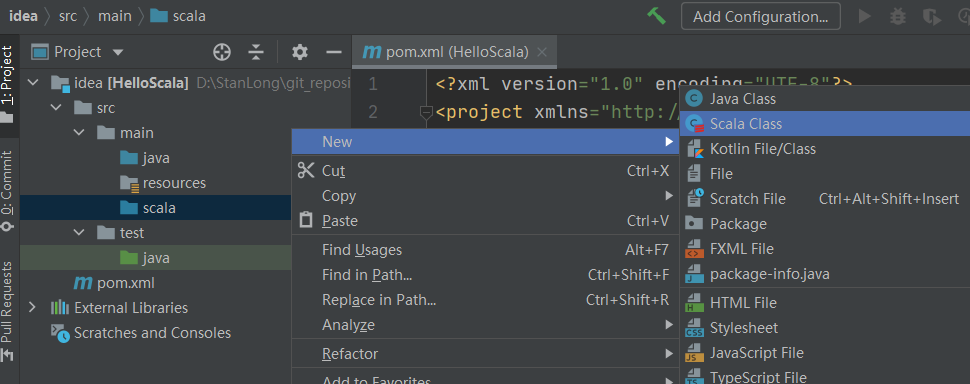 idea > src > main > scala
Add Configuration...
1: Project
0: Commit
Pull Requests
Project
idea [HelloScala] D:\StanLong\git_reposi
src
main
java
resources
scala
test
java
pom.xml
External Libraries
Scratches and Consoles
pom.xml (HelloScala)
1 <?xml version="1.0" encoding="UTF-8"?>
2 <project xmlns="http:/
New
Cut Ctrl+X
Copy
Paste Ctrl+V
Find Usages Alt+F7
Find in Path... Ctrl+Shift+F
Replace in Path... Ctrl+Shift+R
Analyze
Refactor
Add to Favorites
Java Class
Scala Class
Kotlin File/Class
File
Scratch File Ctrl+Alt+Shift+Insert
Package
FXML File
package-info.java
HTML File
Stylesheet
JavaScript File
TypeScript File